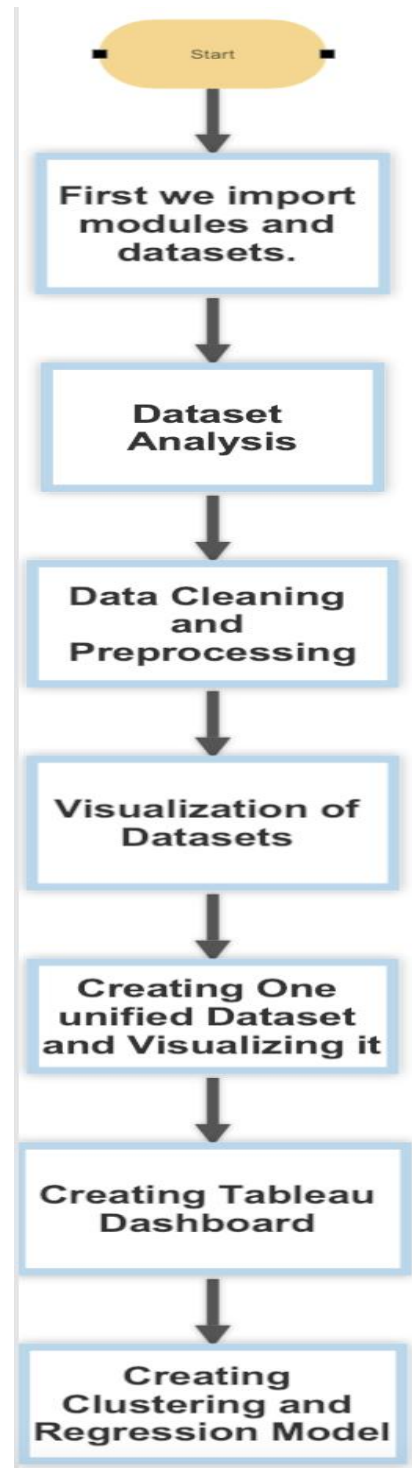 Start
First we import
modules and
datasets.
Dataset
Analysis
Data Cleaning
and
Preprocessing
Visualization of
Datasets
Creating One
unified Dataset
and Visualizing it
Creating Tableau
Dashboard
Creating
Clustering and
Regression Model